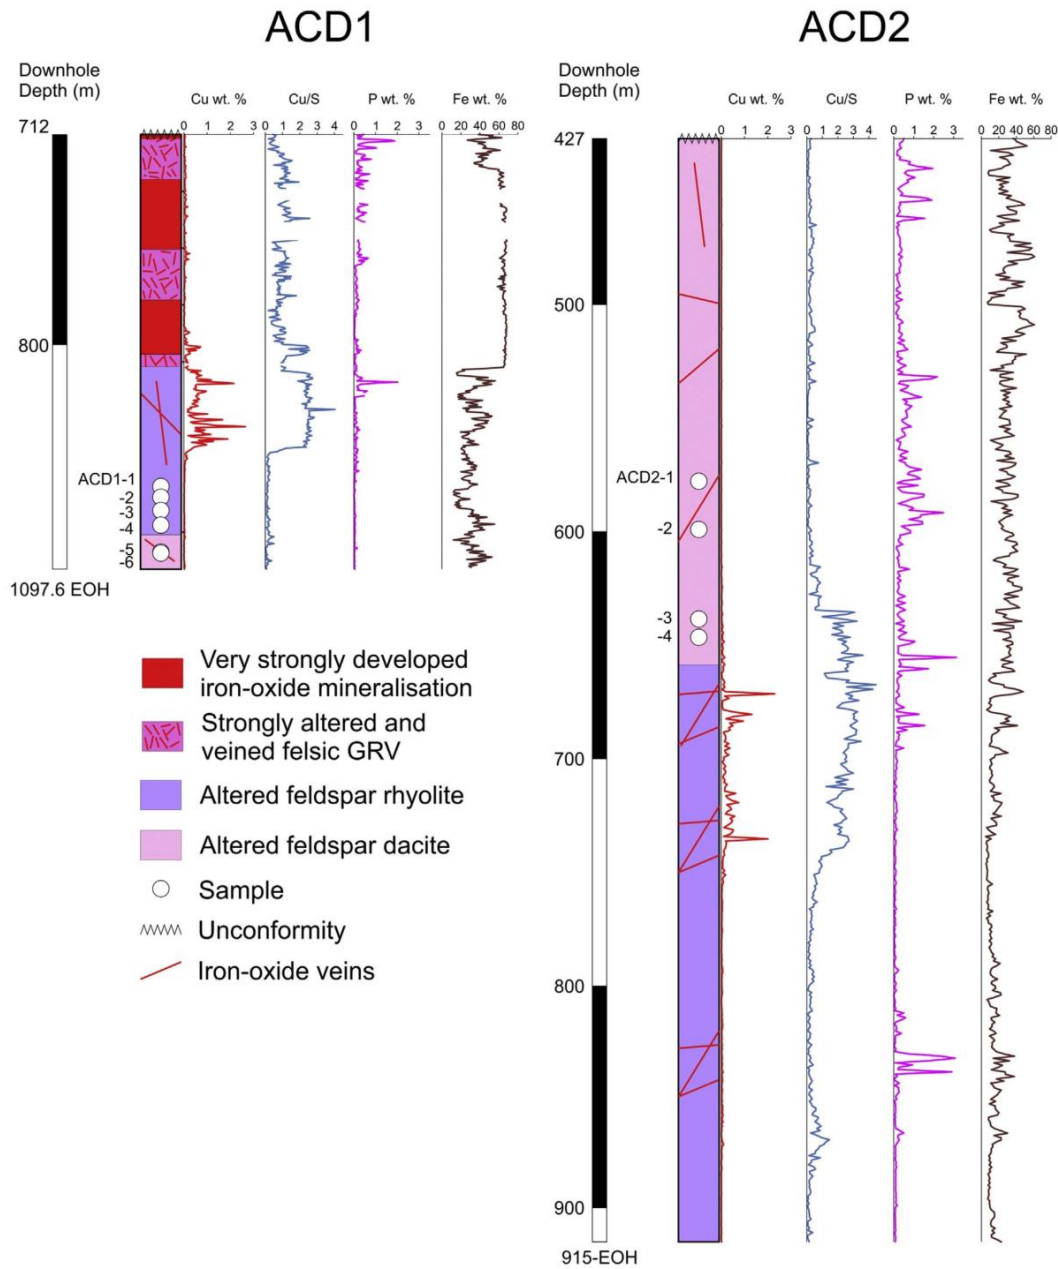 ACD1
Downhole
Depth (m)
712
Cu wt. %
Cu/S
P wt. %
Fe wt. %
0 1 2 3
0 1 2 3 4
0 1 2 3
0 20 40 60 80
800
ACD1-1
-2
-3
-4
-5
-6
1097.6 EOH
Very strongly developed
iron-oxide mineralisation
Strongly altered and
veined felsic GRV
Altered feldspar rhyolite
Altered feldspar dacite
Sample
Unconformity
Iron-oxide veins
ACD2
Downhole
Depth (m)
427
Cu wt. %
Cu/S
P wt. %
Fe wt. %
0 1 2 3
0 1 2 3 4
0 1 2 3
0 20 40 60 80
500
ACD2-1
-2
600
-3
-4
700
800
900
915-EOH